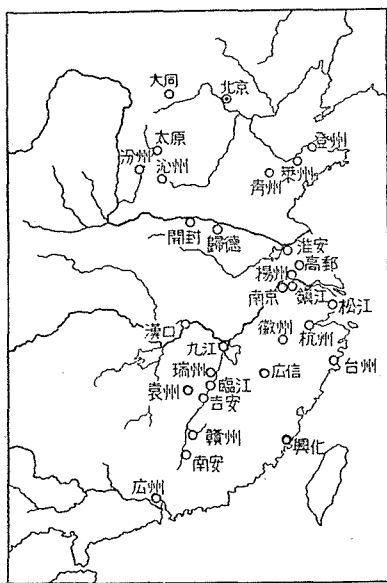 大同
北京
太原
汾州
沁州
登州
萊州
青州
開封
歸德
淮安
高郵
揚州
南京
鎮江
松江
漢口
徽州
杭州
九江
瑞州
広信
台州
臨江
袁州
吉安
贛州
興化
南安
広州